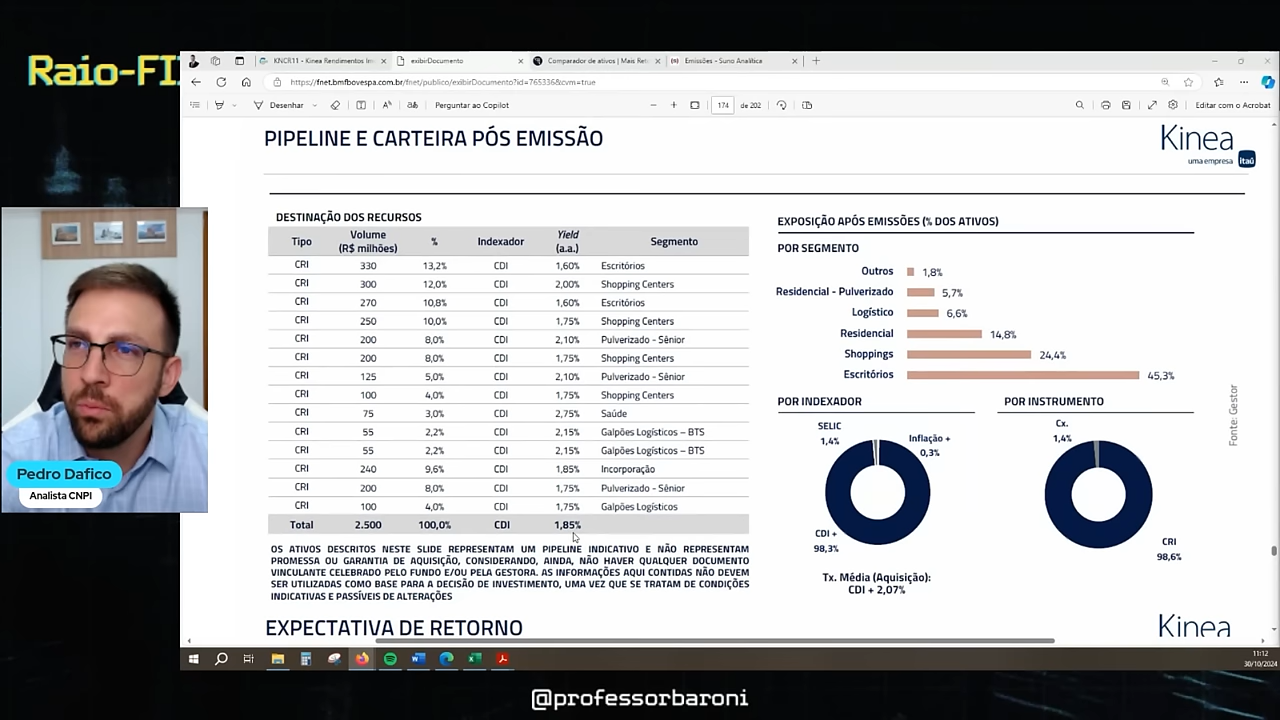 Raio-FI
KNCR11 - Kinea Rendimentos Im
exibirDocumento
Comparador de ativos | Mais Ret
Emissões - Suno Analítica
https://fnet.bmfbovespa.com.br/fnet/publico/exibirDocumento?id=765336&cvm=true
Desenhar
Perguntar ao Copilot
174 de 202
Editar com o Acrobat
PIPELINE E CARTEIRA PÓS EMISSÃO
Kinea
uma empresa itaú
DESTINAÇÃO DOS RECURSOS
Tipo Volume (R$ milhões) % Indexador Yield (a.a.) Segmento
CRI 330 13,2% CDI 1,60% Escritórios
CRI 300 12,0% CDI 2,00% Shopping Centers
CRI 270 10,8% CDI 1,60% Escritórios
CRI 250 10,0% CDI 1,75% Shopping Centers
CRI 200 8,0% CDI 2,10% Pulverizado - Sênior
CRI 200 8,0% CDI 1,75% Shopping Centers
CRI 125 5,0% CDI 2,10% Pulverizado - Sênior
CRI 100 4,0% CDI 1,75% Shopping Centers
CRI 75 3,0% CDI 2,75% Saúde
CRI 55 2,2% CDI 2,15% Galpões Logísticos – BTS
CRI 55 2,2% CDI 2,15% Galpões Logísticos – BTS
CRI 240 9,6% CDI 1,85% Incorporação
CRI 200 8,0% CDI 1,75% Pulverizado - Sênior
CRI 100 4,0% CDI 1,75% Galpões Logísticos
Total 2.500 100,0% CDI 1,85%
OS ATIVOS DESCRITOS NESTE SLIDE REPRESENTAM UM PIPELINE INDICATIVO E NÃO REPRESENTAM
PROMESSA OU GARANTIA DE AQUISIÇÃO, CONSIDERANDO, AINDA, NÃO HAVER QUALQUER DOCUMENTO
VINCULANTE CELEBRADO PELO FUNDO E/OU PELA GESTORA. AS INFORMAÇÕES AQUI CONTIDAS NÃO DEVEM
SER UTILIZADAS COMO BASE PARA A DECISÃO DE INVESTIMENTO, UMA VEZ QUE SE TRATAM DE CONDIÇÕES
INDICATIVAS E PASSÍVEIS DE ALTERAÇÕES
EXPOSIÇÃO APÓS EMISSÕES (% DOS ATIVOS)
POR SEGMENTO
Outros 1,8%
Residencial - Pulverizado 5,7%
Logístico 6,6%
Residencial 14,8%
Shoppings 24,4%
Escritórios 45,3%
POR INDEXADOR
SELIC
1,4%
Inflação +
0,3%
CDI +
98,3%
Tx. Média (Aquisição):
CDI + 2,07%
POR INSTRUMENTO
Cx.
1,4%
CRI
98,6%
Fonte: Gestor
EXPECTATIVA DE RETORNO
Kinea
Pedro Dafico
Analista CNPI
11:12
30/10/2024
@professorbaroni